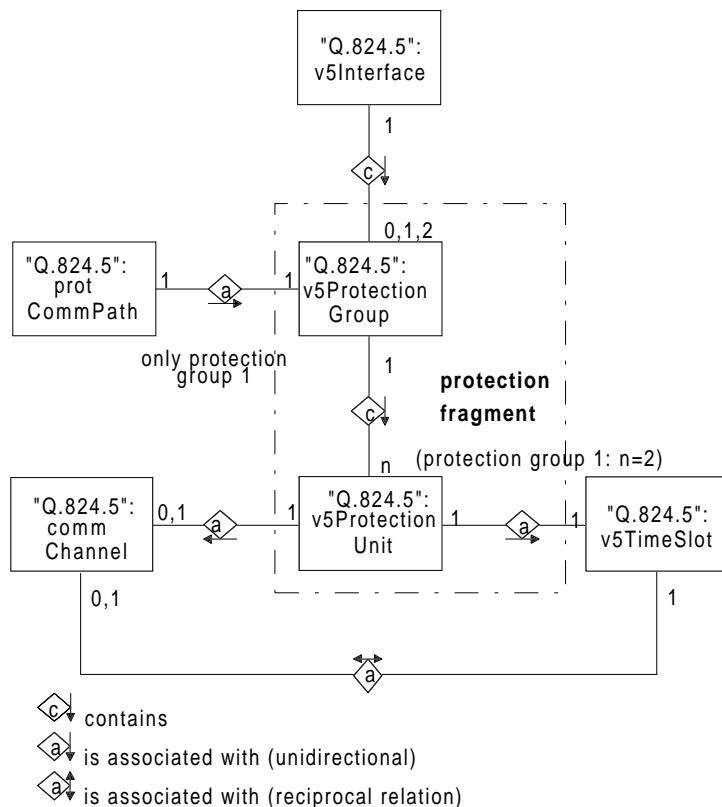 "Q.824.5":
v5Interface
1
c
0,1,2
"Q.824.5":
prot
CommPath
1
a
1
"Q.824.5":
v5Protection
Group
only protection
group 1
1
c
protection
fragment
n
(protection group 1: n=2)
"Q.824.5":
comm
Channel
0,1
a
1
"Q.824.5":
v5Protection
Unit
1
a
1
"Q.824.5":
v5TimeSlot
0,1
1
a
c contains
a is associated with (unidirectional)
a is associated with (reciprocal relation)